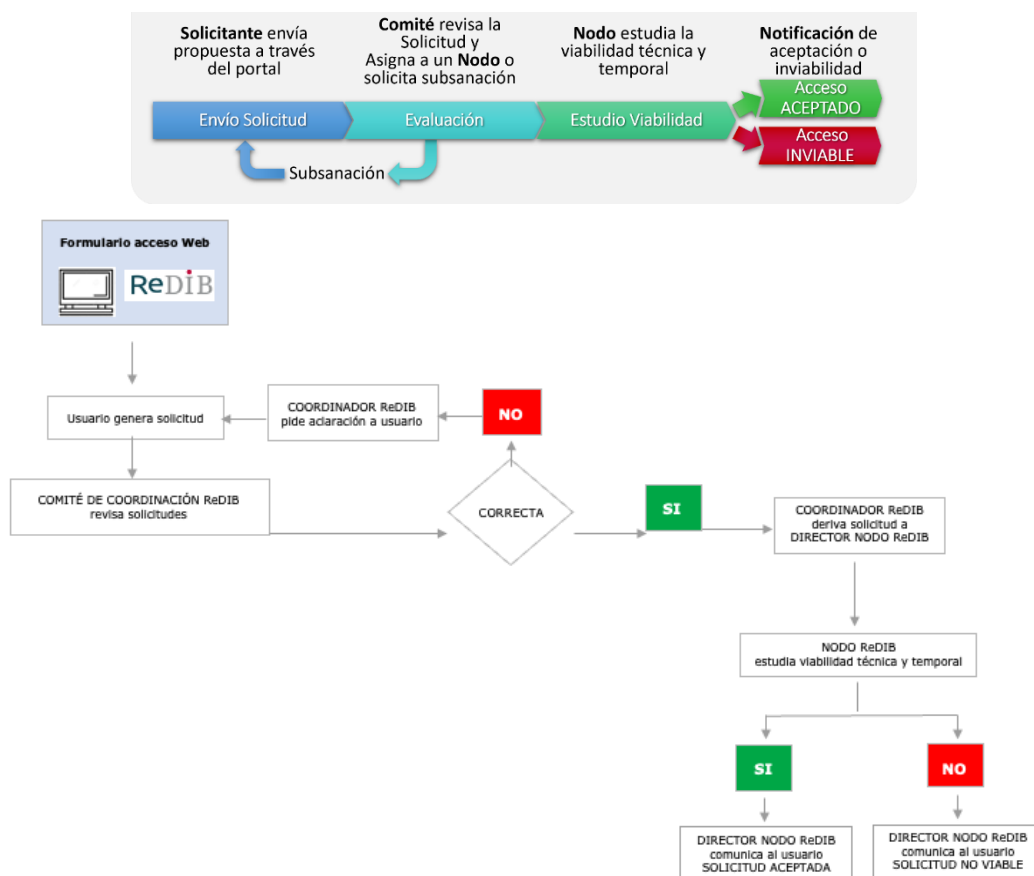 Solicitante envía
propuesta a través
del portal
Comité revisa la
Solicitud y
Asigna a un Nodo o
solicita subsanación
Nodo estudia la
viabilidad técnica y
temporal
Notificación de
aceptación o
inviabilidad
Envío Solicitud
Evaluación
Estudio Viabilidad
Acceso
ACEPTADO
Acceso
INVIABLE
Subsanación
Formulario acceso Web
ReDIB
Usuario genera solicitud
COORDINADOR ReDIB
pide aclaración a usuario
NO
COMITÉ DE COORDINACIÓN ReDIB
revisa solicitudes
CORRECTA
SI
COORDINADOR ReDIB
deriva solicitud a
DIRECTOR NODO ReDIB
NODO ReDIB
estudia viabilidad técnica y temporal
SI
NO
DIRECTOR NODO ReDIB
comunica al usuario
SOLICITUD ACEPTADA
DIRECTOR NODO ReDIB
comunica al usuario
SOLICITUD NO VIABLE